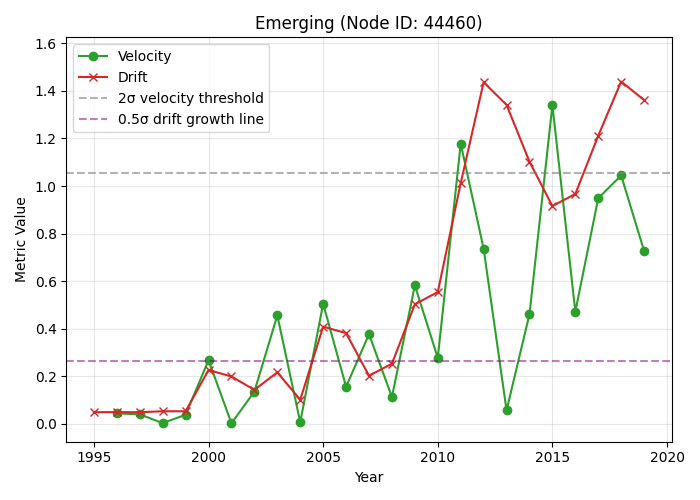 Emerging (Node ID: 44460)
Velocity
Drift
2σ velocity threshold
0.5σ drift growth line
Metric Value
1.6
1.4
1.2
1.0
0.8
0.6
0.4
0.2
0.0
1995 2000 2005 2010 2015 2020
Year